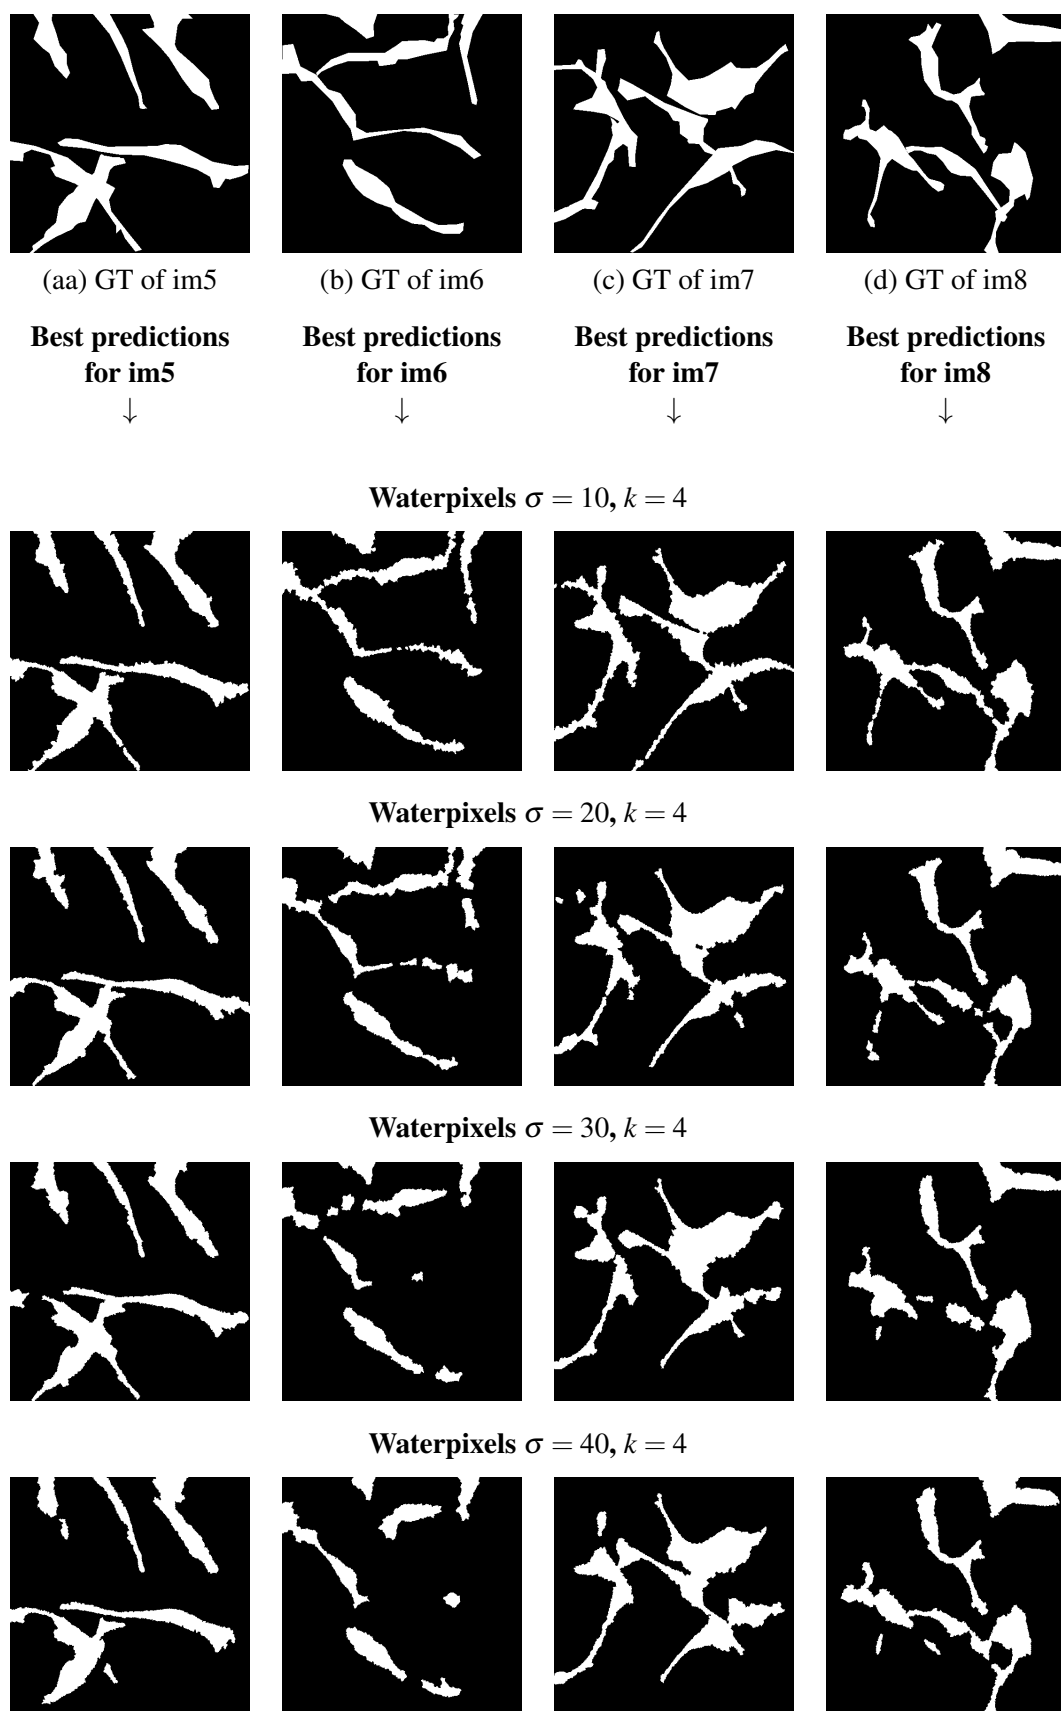 (aa) GT of im5
(b) GT of im6
(c) GT of im7
(d) GT of im8
Best predictions
for im5
↓
Best predictions
for im6
↓
Best predictions
for im7
↓
Best predictions
for im8
↓
Waterpixels σ = 10, k = 4
Waterpixels σ = 20, k = 4
Waterpixels σ = 30, k = 4
Waterpixels σ = 40, k = 4